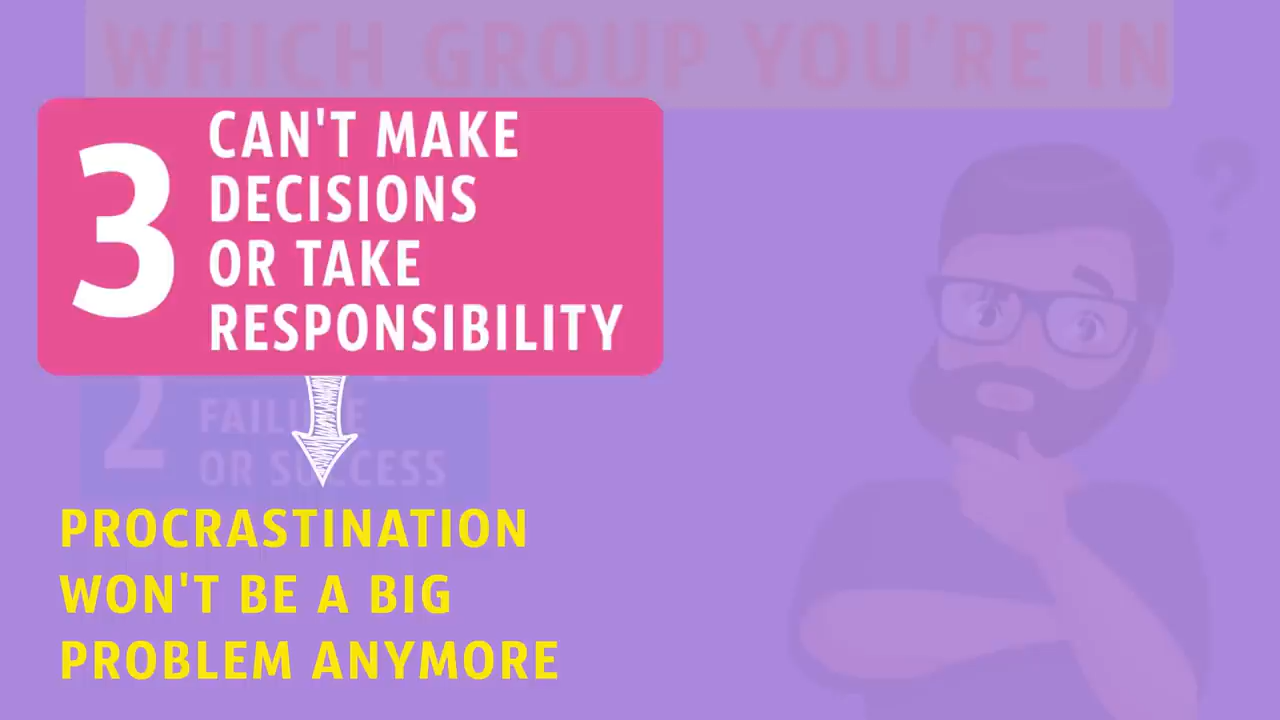 WHICH GROUP YOU'RE IN
3
CAN'T MAKE
DECISIONS
OR TAKE
RESPONSIBILITY
2
FAILURE
OR SUCCESS
PROCRASTINATION
WON'T BE A BIG
PROBLEM ANYMORE